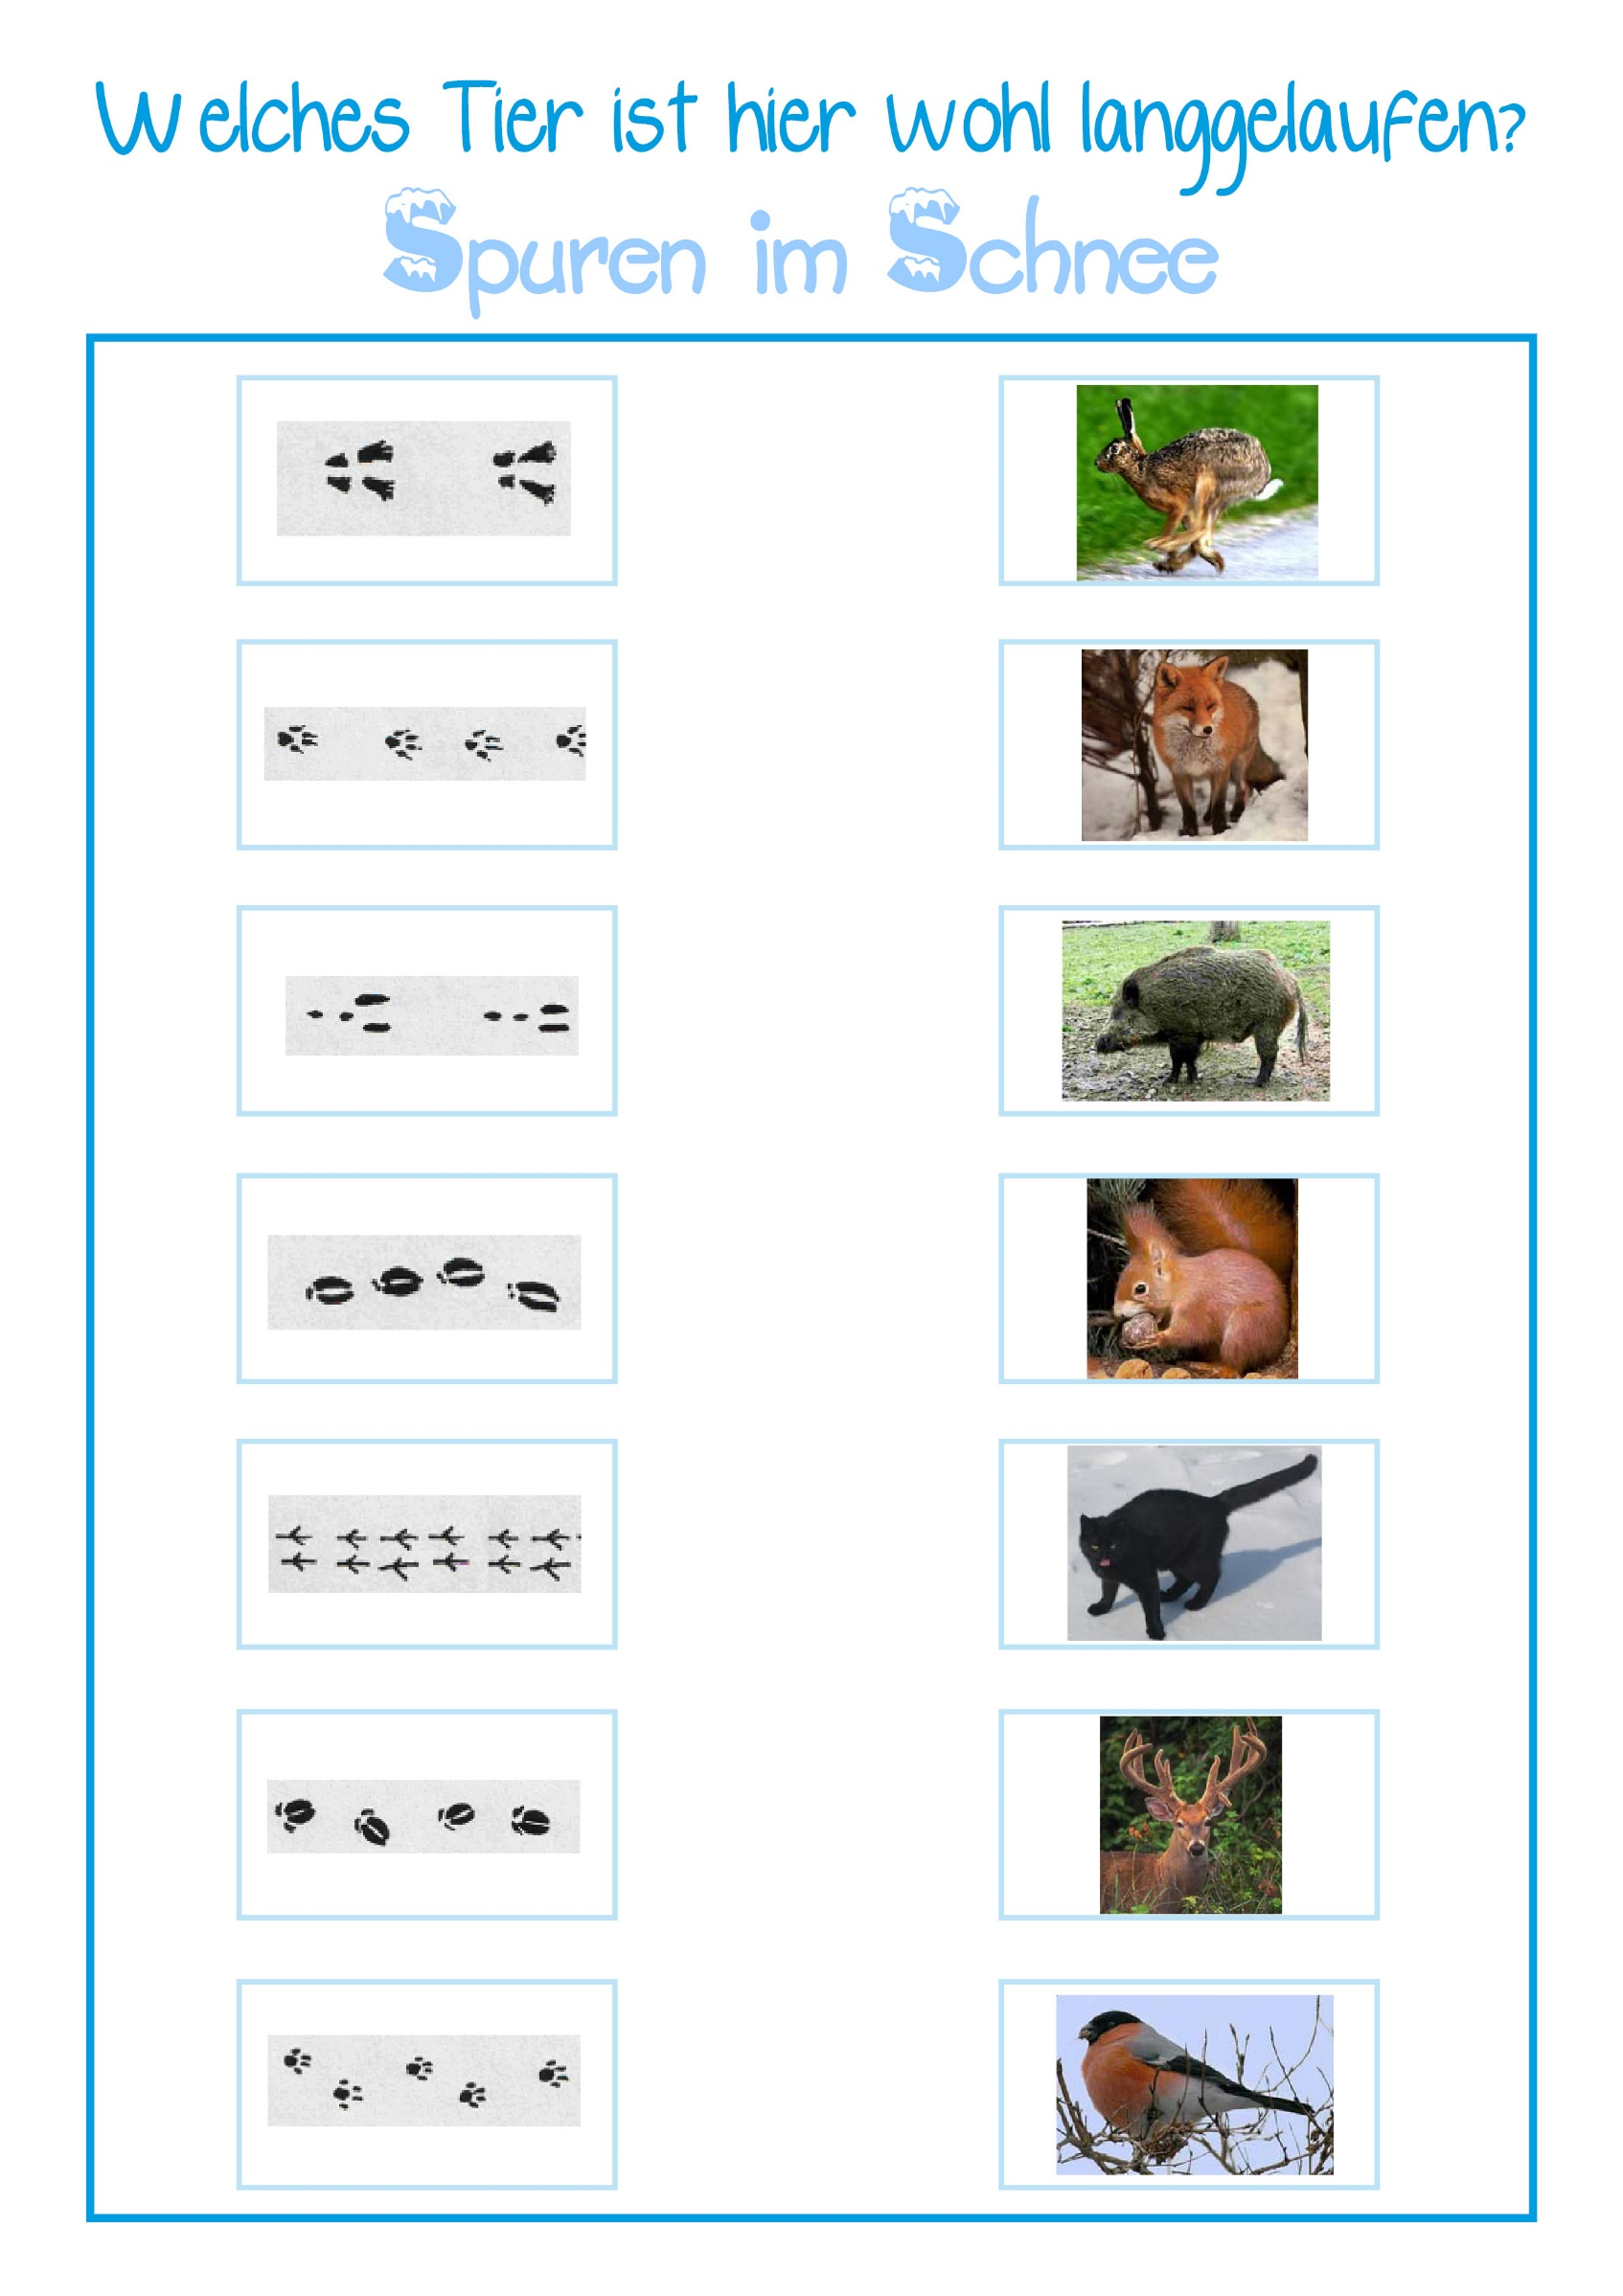 Welches Tier ist hier wohl langgelaufen?
Spuren im Schnee